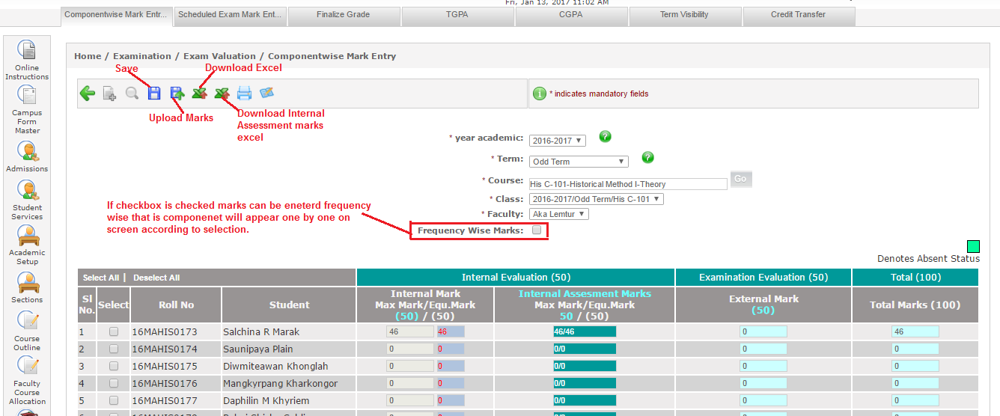 Fri, Jan 13, 2017 11:02 AM
Componentwise Mark Entr...
Scheduled Exam Mark Ent...
Finalize Grade
TGPA
CGPA
Term Visibility
Credit Transfer
Online
Instructions
Campus
Form
Master
Admissions
Student
Services
Academic
Setup
Sections
Course
Outline
Faculty
Course
Allocation
Home / Examination / Exam Valuation / Componentwise Mark Entry
Save
Download Excel
Upload Marks
Download Internal
Assessment marks
excel
* indicates mandatory fields
* year academic: 2016-2017
* Term: Odd Term
* Course: His C-101-Historical Method I-Theory Go
* Class: 2016-2017/Odd Term/His C-101
* Faculty: Aka Lemtur
Frequency Wise Marks:
If checkbox is checked marks can be eneterd frequency
wise that is componenet will appear one by one on
screen according to selection.
Denotes Absent Status
Select All | Deselect All Internal Evaluation (50) Examination Evaluation (50) Total (100)
Sl
No.
Select
Roll No
Student
Internal Mark
Max Mark/Equ.Mark
(50) / (50)
Internal Assesment Marks
Max Mark/Equ.Mark
50 / (50)
External Mark
(50)
Total Marks (100)
1 16MAHIS0173 Salchina R Marak 46 46 46/46 0 46
2 16MAHIS0174 Saunipaya Plain 0 0 0/0 0 0
3 16MAHIS0175 Diwmiteawan Khonglah 0 0 0/0 0 0
4 16MAHIS0176 Mangkyrpang Kharkongor 0 0 0/0 0 0
5 16MAHIS0177 Daphilin M Khyriem 0 0 0/0 0 0